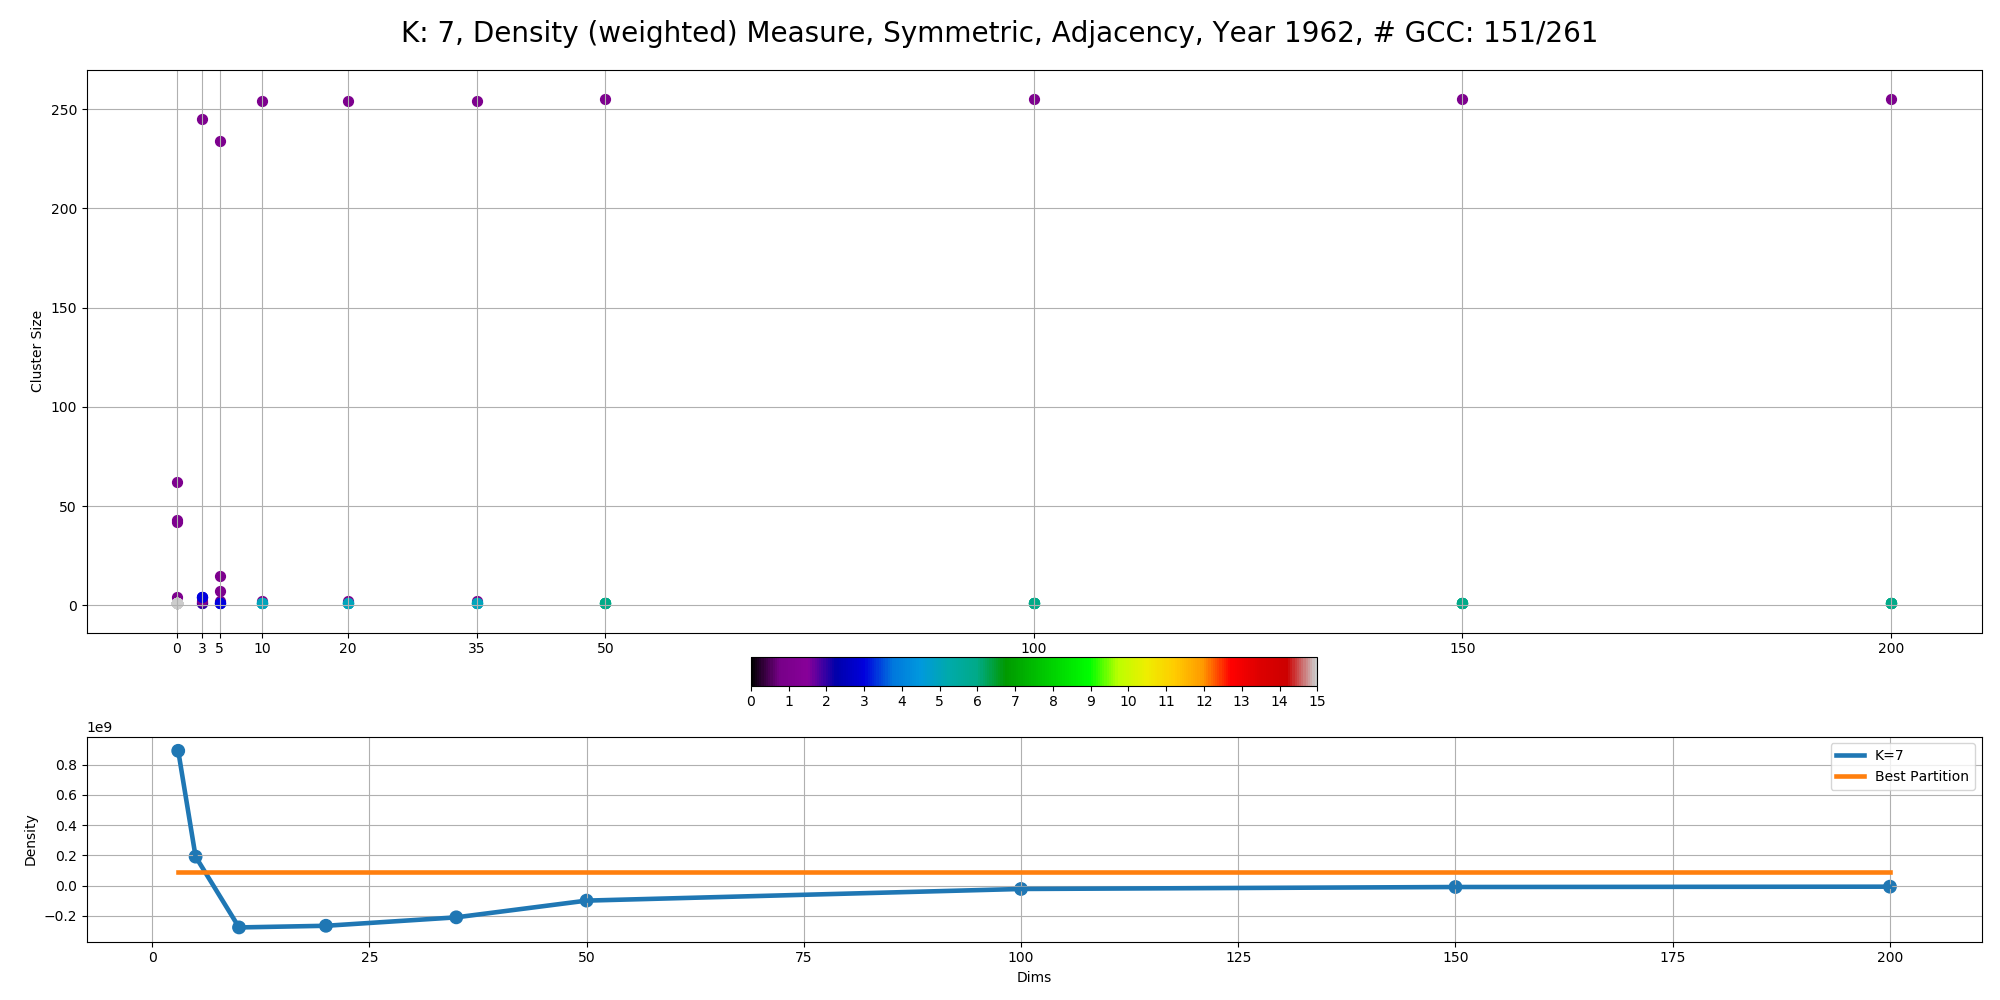 K: 7, Density (weighted) Measure, Symmetric, Adjacency, Year 1962, # GCC: 151/261
250
200
150
100
50
0
Cluster Size
0 3 5 10 20 35 50 100 150 200
0 1 2 3 4 5 6 7 8 9 10 11 12 13 14 15
1e9
0.8
0.6
0.4
0.2
0.0
−0.2
Density
K=7
Best Partition
0 25 50 75 100 125 150 175 200
Dims